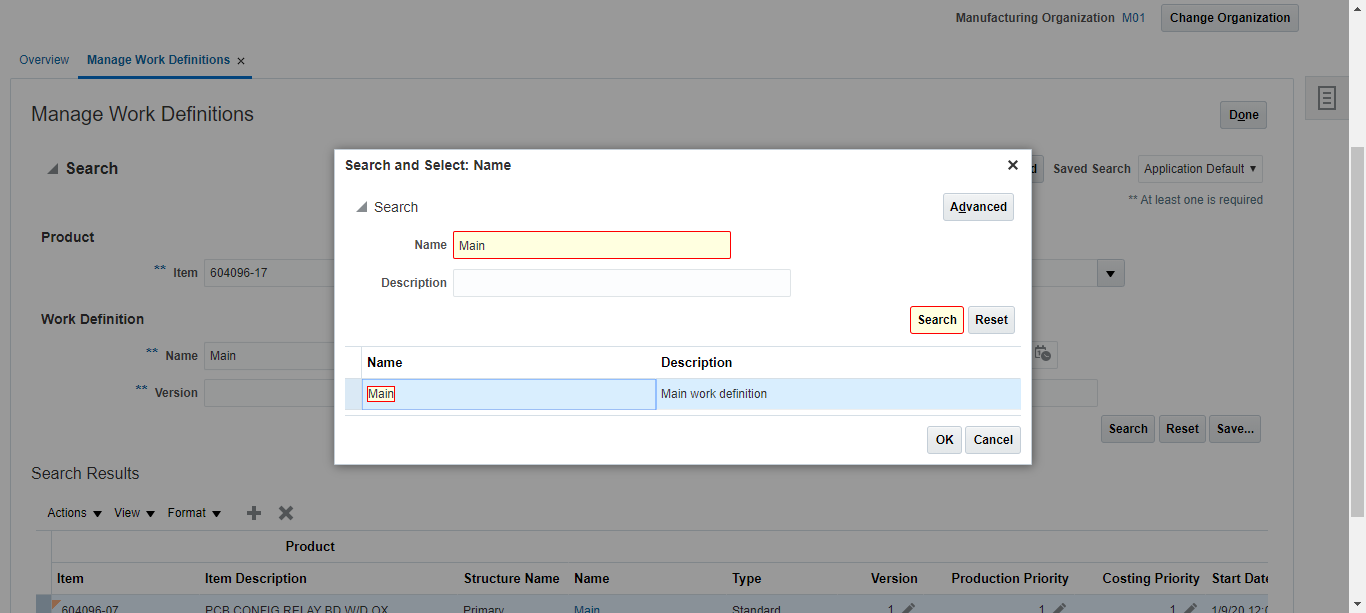 Manufacturing Organization M01 Change Organization
Overview Manage Work Definitions ×
Manage Work Definitions
Done
Search
Saved Search Application Default ▾
** At least one is required
Product
** Item 604096-17
Work Definition
** Name Main
** Version
Search Reset Save...
Search and Select: Name ×
Search
Advanced
Name Main
Description
Search Reset
Name Description
Main Main work definition
OK Cancel
Search Results
Actions ▼ View ▼ Format ▼
Product
Item Item Description Structure Name Name Type Version Production Priority Costing Priority Start Date
604096-07 PCB CONFIG RELAY BD W/D OX Primary Main Standard 1 1 1 1/9/20 12:0